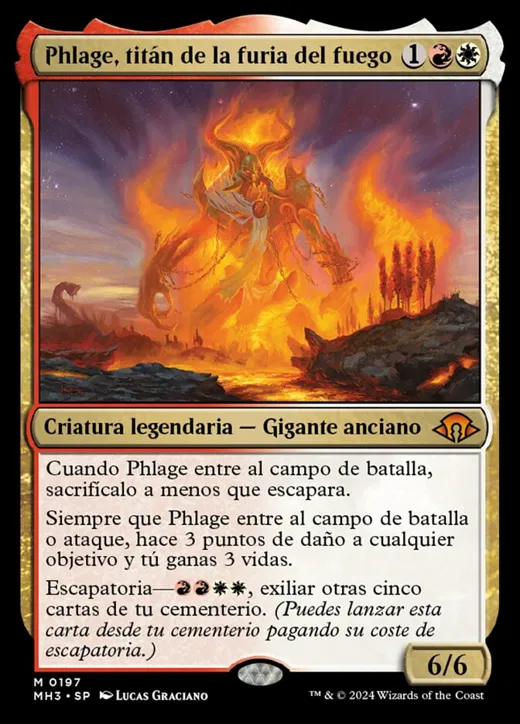 Phlage, titán de la furia del fuego 1
Criatura legendaria — Gigante anciano
Cuando Phlage entre al campo de batalla,
sacrifícalo a menos que escapara.
Siempre que Phlage entre al campo de batalla
o ataque, hace 3 puntos de daño a cualquier
objetivo y tú ganas 3 vidas.
Escapatoria—, exiliar otras cinco
cartas de tu cementerio. (Puedes lanzar esta
carta desde tu cementerio pagando su coste de
escapatoria.)
6/6
M 0197
MH3 • SP LUCAS GRACIANO
™ & © 2024 Wizards of the Coast